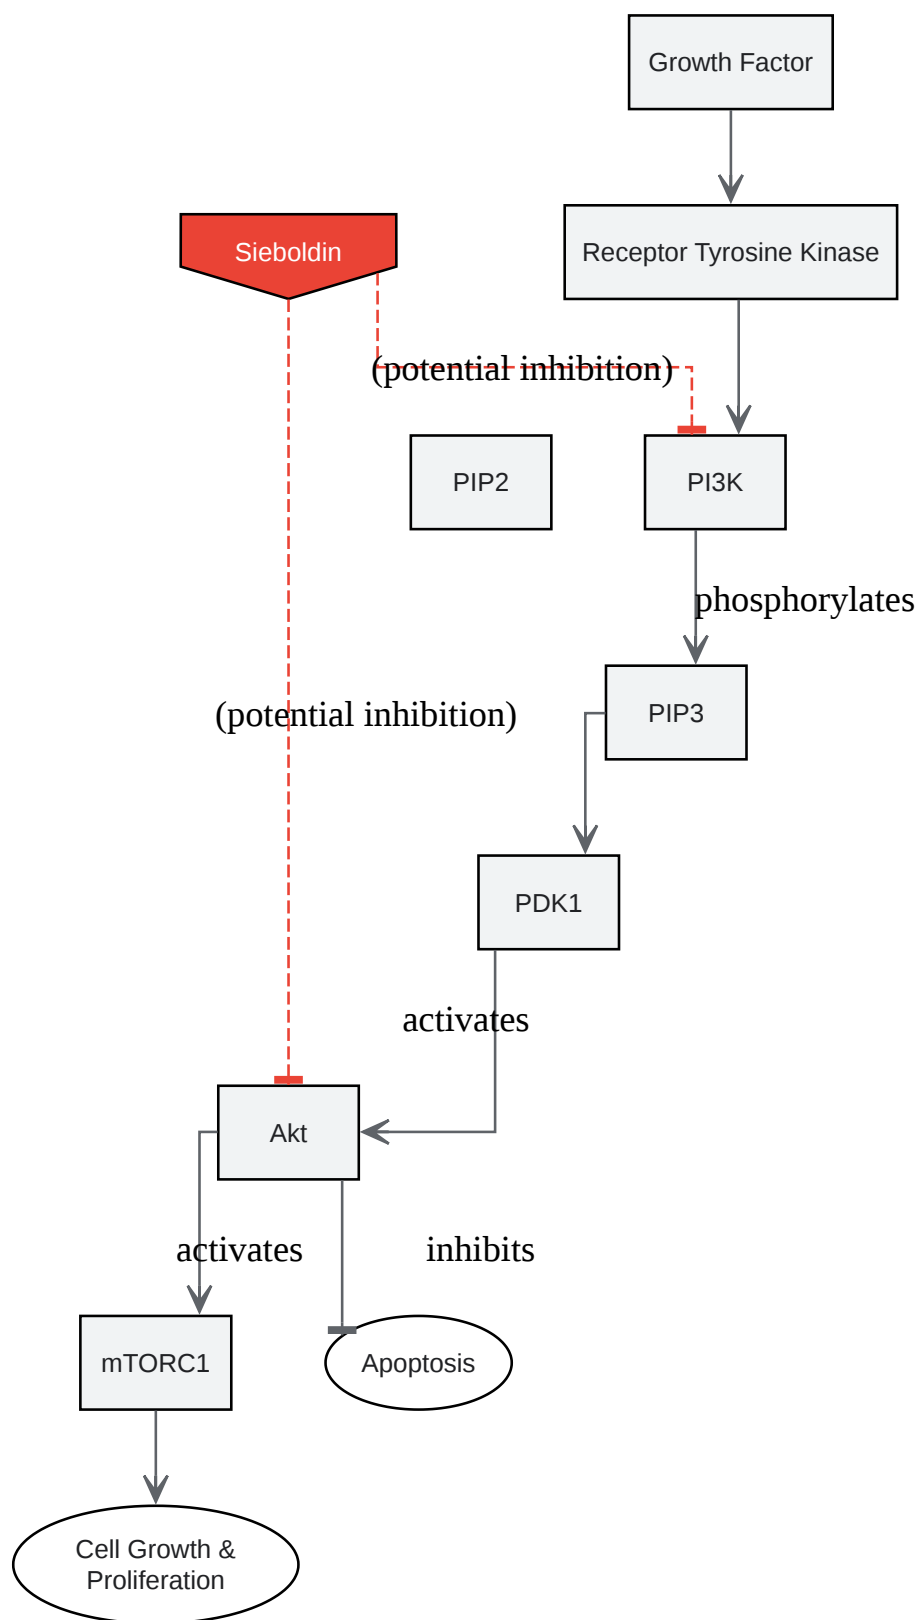 Growth Factor
Sieboldin
Receptor Tyrosine Kinase
(potential inhibition)
PIP2
PI3K
phosphorylates
PIP3
(potential inhibition)
PDK1
activates
Akt
activates
inhibits
mTORC1
Apoptosis
Cell Growth &
Proliferation